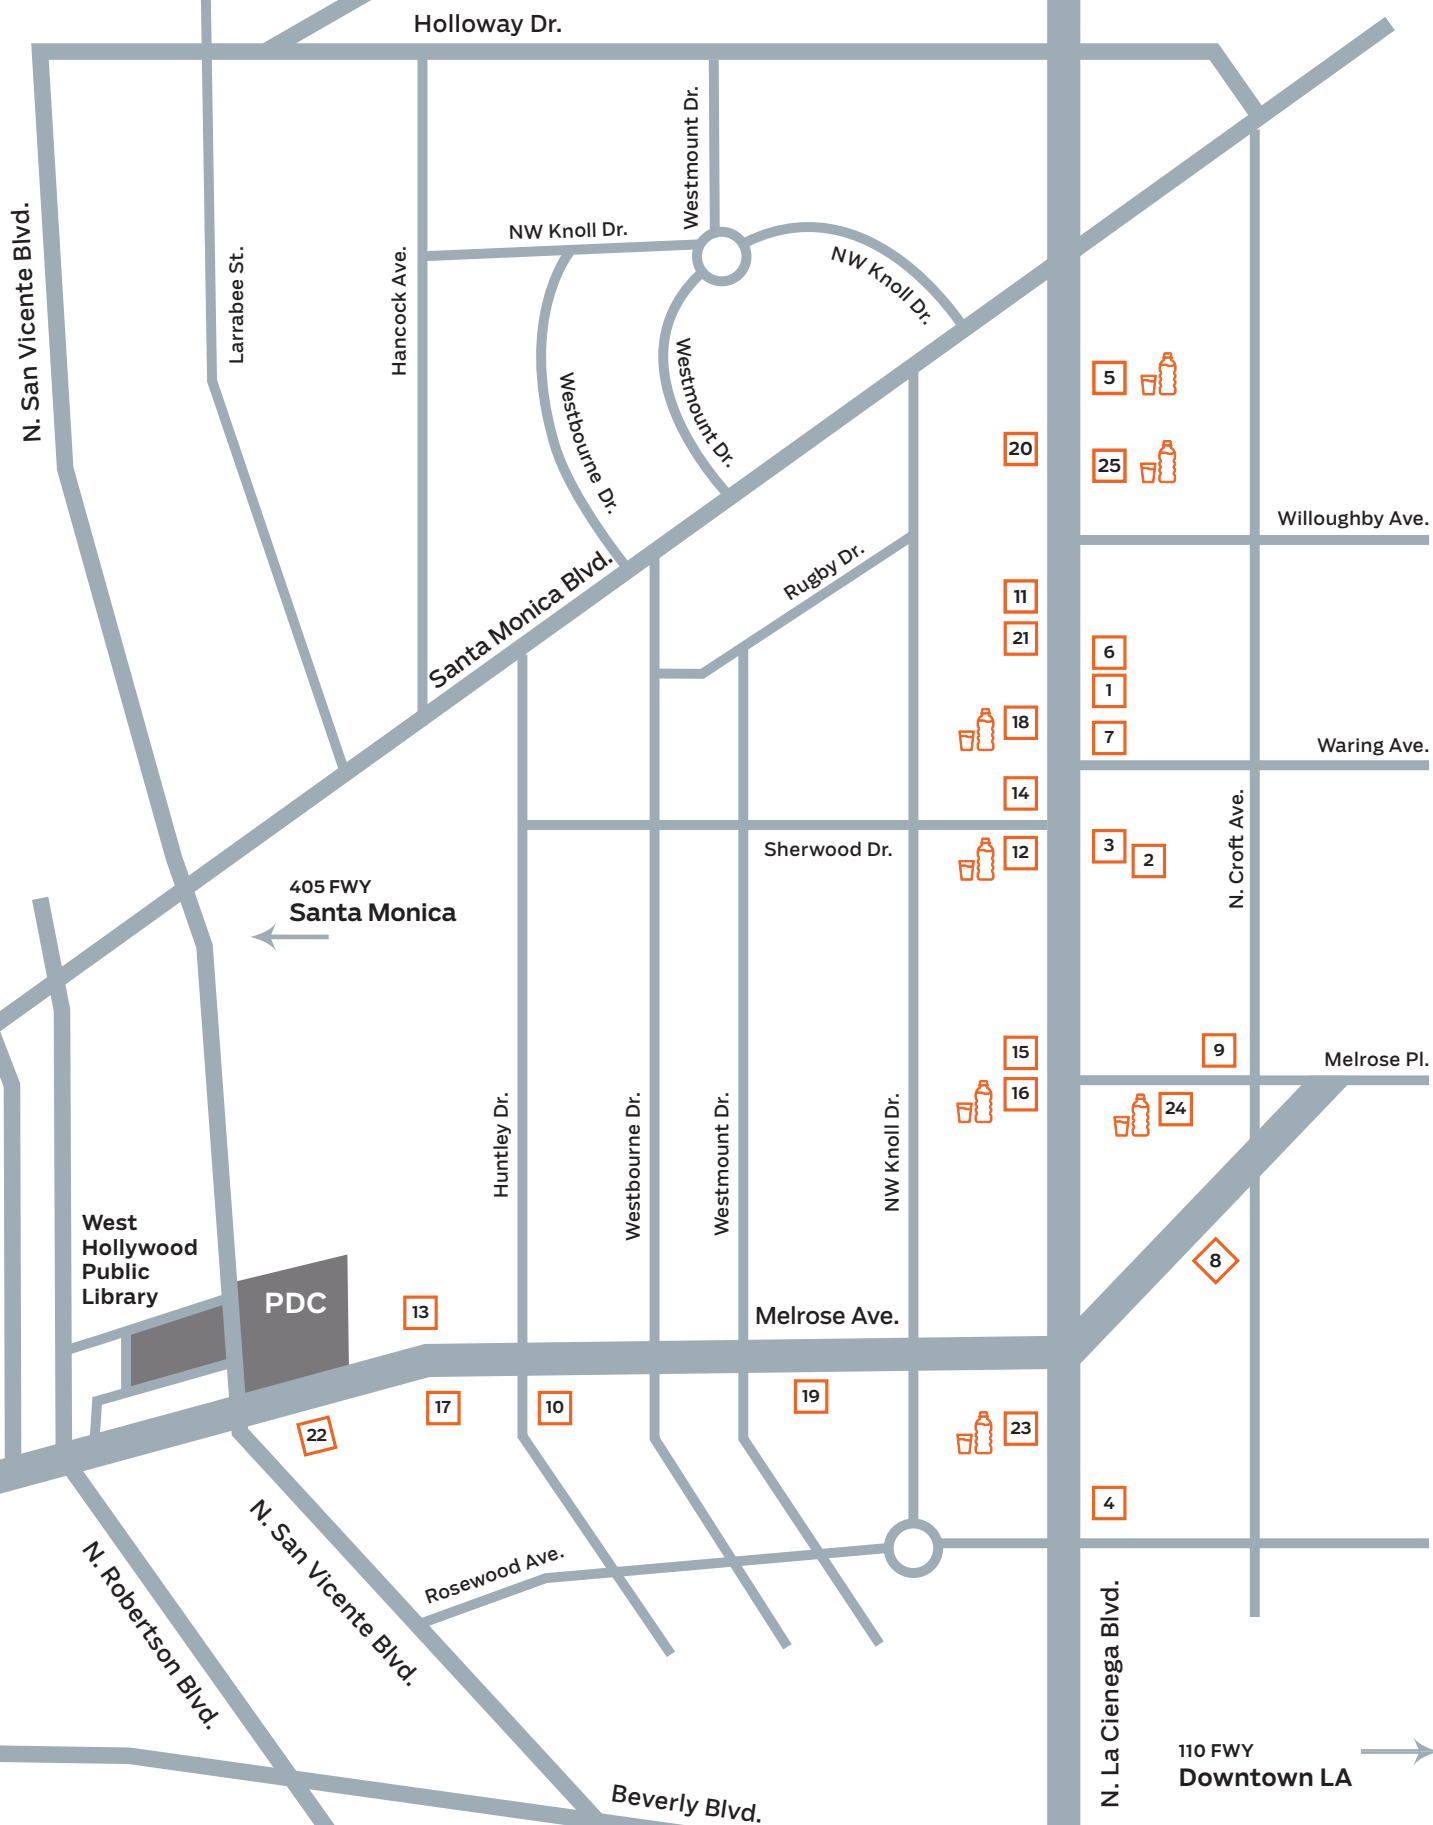 Holloway Dr.
N. San Vicente Blvd.
Larrabee St.
Hancock Ave.
NW Knoll Dr.
Westmount Dr.
NW Knoll Dr.
Westbourne Dr.
Westmount Dr.
Santa Monica Blvd.
Rugby Dr.
5
20
25
Willoughby Ave.
11
21
6
1
18
7
Waring Ave.
14
Sherwood Dr.
12
3
2
N. Croft Ave.
405 FWY
Santa Monica
15
9
Melrose Pl.
16
24
Huntley Dr.
Westbourne Dr.
Westmount Dr.
NW Knoll Dr.
West
Hollywood
Public
Library
PDC
13
Melrose Ave.
8
22
17
10
19
23
4
N. San Vicente Blvd.
N. Robertson Blvd.
Rosewood Ave.
N. La Cienega Blvd.
110 FWY
Downtown LA
Beverly Blvd.